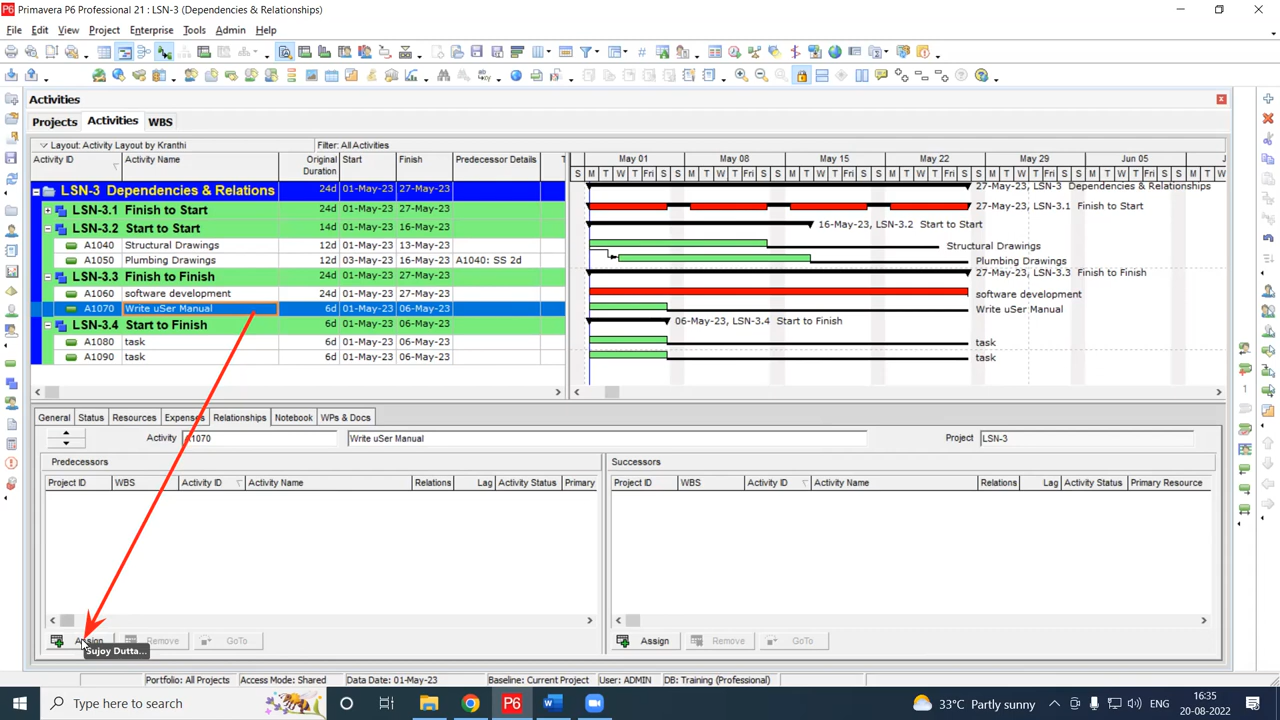 P6 Primavera P6 Professional 21 : LSN-3 (Dependencies & Relationships)
File Edit View Project Enterprise Tools Admin Help
Activities
Projects Activities WBS
Layout: Activity Layout by Kranthi Filter: All Activities
Activity ID Activity Name Original Duration Start Finish Predecessor Details T
May 01 May 08 May 15 May 22 May 29 Jun 05 Jun
S M T W Fri S M T W T Fri S M T W T Fri S M T W T Fri S M T W T Fri S M T W T Fri S M T W
LSN-3 Dependencies & Relations 24d 01-May-23 27-May-23 27-May-23, LSN-3 Dependencies & Relationships
LSN-3.1 Finish to Start 24d 01-May-23 27-May-23 27-May-23, LSN-3.1 Finish to Start
LSN-3.2 Start to Start 14d 01-May-23 16-May-23 16-May-23, LSN-3.2 Start to Start
A1040 Structural Drawings 12d 01-May-23 13-May-23 Structural Drawings
A1050 Plumbing Drawings 12d 03-May-23 16-May-23 A1040: SS 2d Plumbing Drawings
LSN-3.3 Finish to Finish 24d 01-May-23 27-May-23 27-May-23, LSN-3.3 Finish to Finish
A1060 software development 24d 01-May-23 27-May-23 software development
A1070 Write uSer Manual 6d 01-May-23 06-May-23 Write uSer Manual
LSN-3.4 Start to Finish 6d 01-May-23 06-May-23 06-May-23, LSN-3.4 Start to Finish
A1080 task 6d 01-May-23 06-May-23 task
A1090 task 6d 01-May-23 06-May-23 task
General Status Resources Expenses Relationships Notebook WPs & Docs
Activity A1070 Write uSer Manual Project LSN-3
Predecessors Successors
Project ID WBS Activity ID Activity Name Relations Lag Activity Status Primary Project ID WBS Activity ID Activity Name Relations Lag Activity Status Primary Resource
Assign Remove GoTo Assign Remove GoTo
Sujoy Dutta...
Portfolio: All Projects Access Mode: Shared Data Date: 01-May-23 Baseline: Current Project User: ADMIN DB: Training (Professional)
Type here to search P6 33°C Partly sunny ENG 16:35
20-08-2022